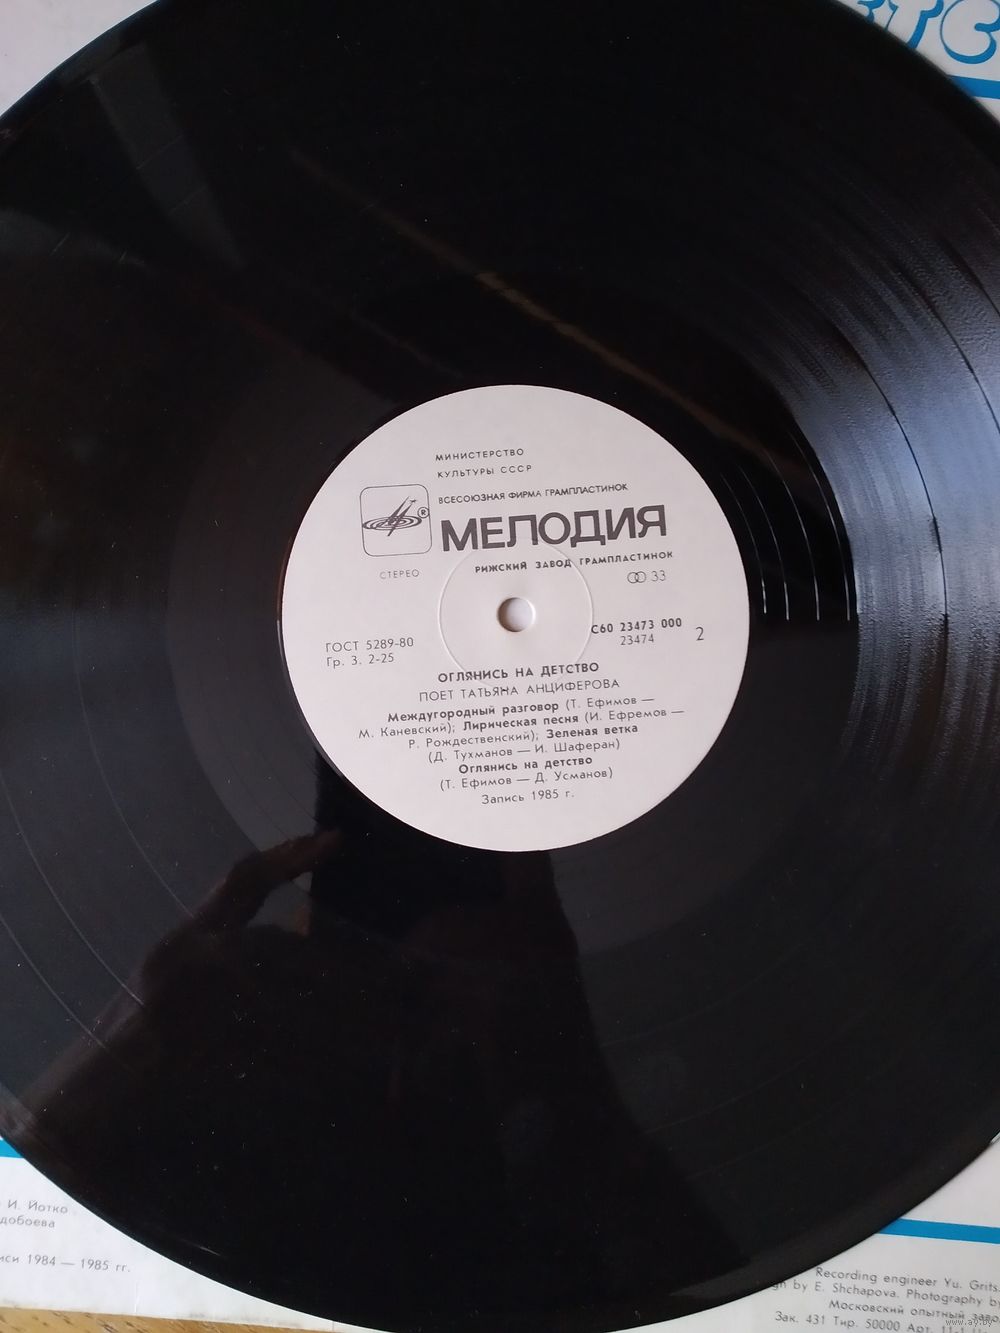 МИНИСТЕРСТВО
КУЛЬТУРЫ СССР
ВСЕСОЮЗНАЯ ФИРМА ГРАМПЛАСТИНОК
®
МЕЛОДИЯ
РИЖСКИЙ ЗАВОД ГРАМПЛАСТИНОК
СТЕРЕО
33
ГОСТ 5289-80
Гр. 3. 2-25
С60 23473 000
23474
2
ОГЛЯНИСЬ НА ДЕТСТВО
ПОЕТ ТАТЬЯНА АНЦИФЕРОВА
Междугородный разговор (Т. Ефимов —
М. Каневский); Лирическая песня (И. Ефремов —
Р. Рождественский); Зеленая ветка
(Д. Тухманов — И. Шаферан)
Оглянись на детство
(Т. Ефимов — Д. Усманов)
Запись 1985 г.
И. Йотко
1984 — 1985 гг.
Recording engineer Yu. Grits
by E. Shchapova. Photography
Московский опытный
Зак. 431 Тир. 50000 Арт.
www.ay.by